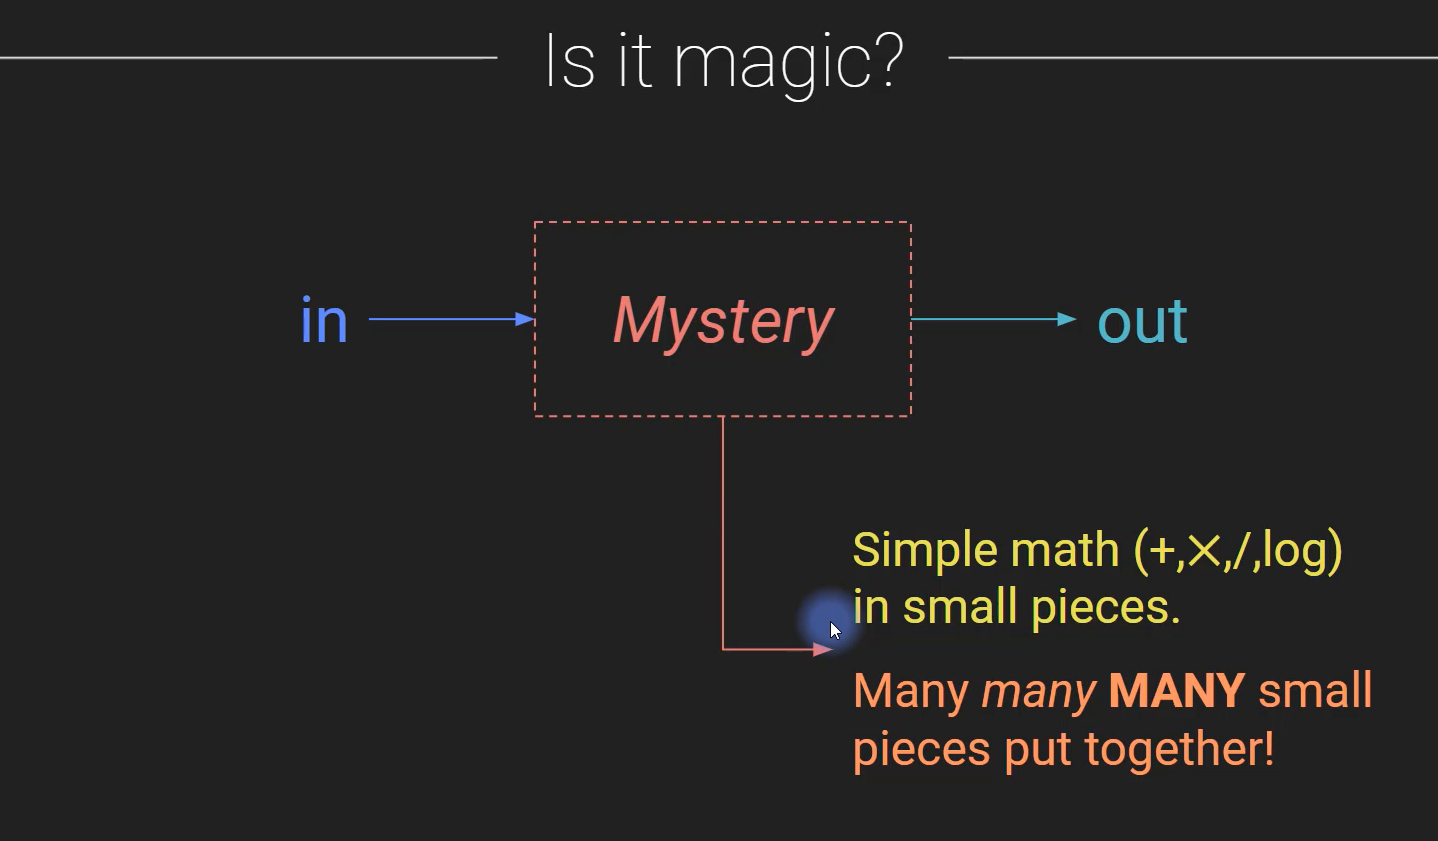 Is it magic?
in
Mystery
out
Simple math (+,×,/,log)
in small pieces.
Many many MANY small
pieces put together!